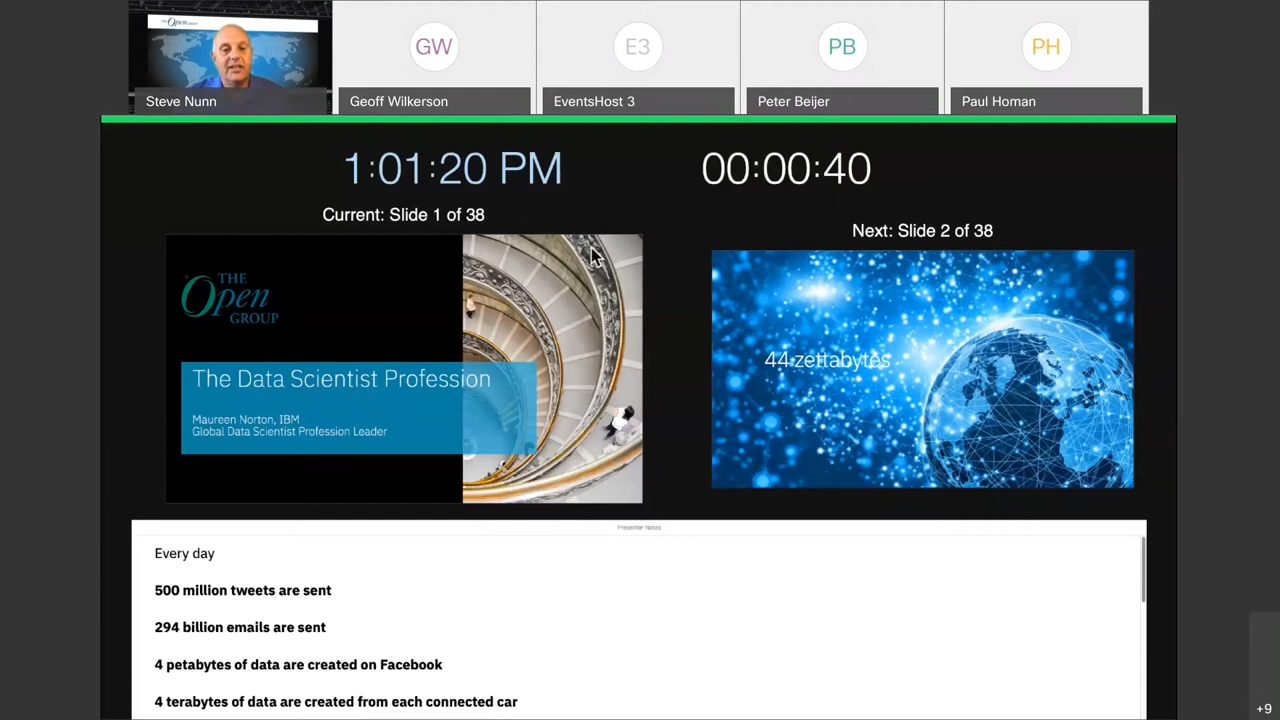 THE Open GROUP
GW
E3
PB
PH
Steve Nunn
Geoff Wilkerson
EventsHost 3
Peter Beijer
Paul Homan
1:01:20 PM
00:00:40
Current: Slide 1 of 38
Next: Slide 2 of 38
THE
Open
GROUP
The Data Scientist Profession
Maureen Norton, IBM
Global Data Scientist Profession Leader
44 zettabytes
Presenter Notes
Every day
500 million tweets are sent
294 billion emails are sent
4 petabytes of data are created on Facebook
4 terabytes of data are created from each connected car
+9